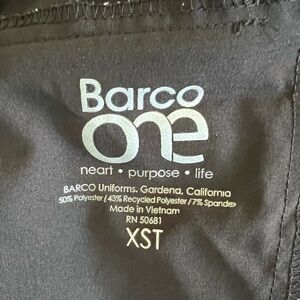 Barco
one
heart • purpose • life
BARCO Uniforms. Gardena, California
50% Polyester / 43% Recycled Polyester / 7% Spandex
Made in Vietnam
RN 50681
XST